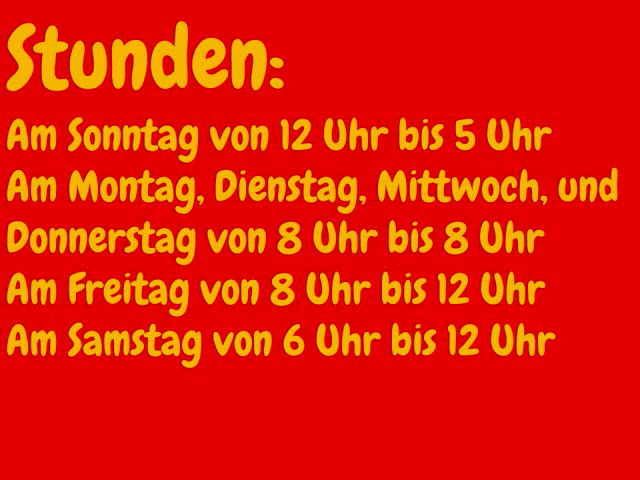 Stunden:
Am Sonntag von 12 Uhr bis 5 Uhr
Am Montag, Dienstag, Mittwoch, und
Donnerstag von 8 Uhr bis 8 Uhr
Am Freitag von 8 Uhr bis 12 Uhr
Am Samstag von 6 Uhr bis 12 Uhr